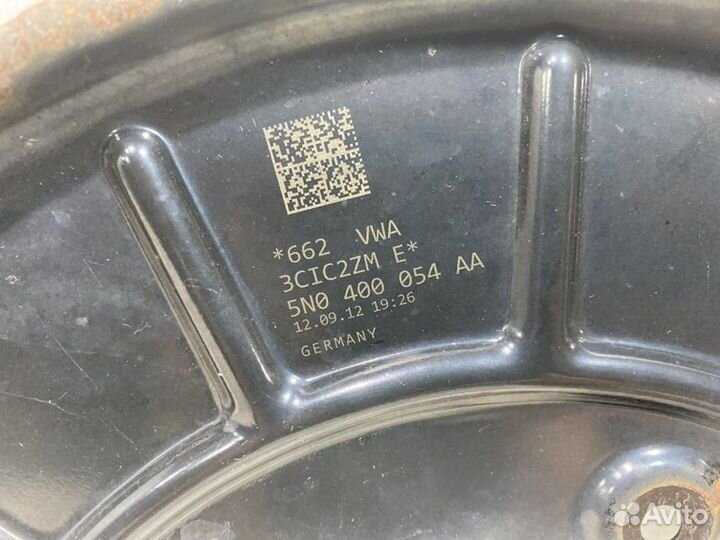 *662 VWA
3CIC2ZM E*
5N0 400 054 AA
12.09.12 19:26
GERMANY
Avito